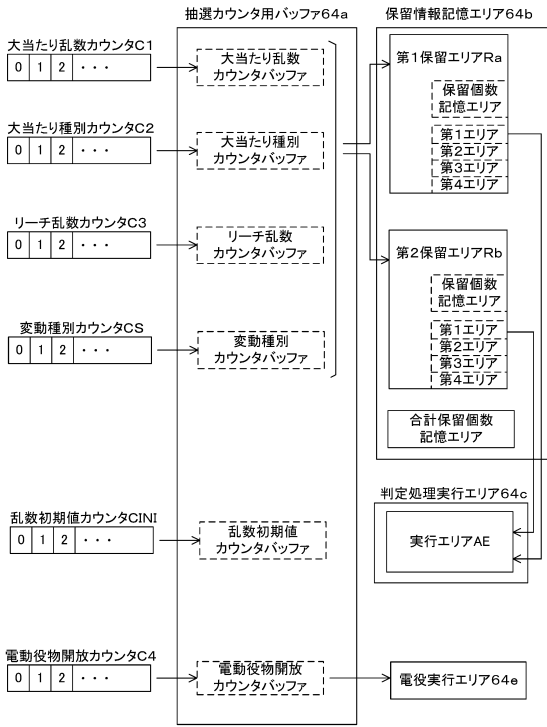 抽選カウンタ用バッファ64a
保留情報記憶エリア64b
大当たり乱数カウンタC1
0 1 2 ・・・
大当たり乱数
カウンタバッファ
第1保留エリアRa
保留個数
記憶エリア
第1エリア
第2エリア
第3エリア
第4エリア
大当たり種別カウンタC2
0 1 2 ・・・
大当たり種別
カウンタバッファ
リーチ乱数カウンタC3
0 1 2 ・・・
リーチ乱数
カウンタバッファ
第2保留エリアRb
保留個数
記憶エリア
第1エリア
第2エリア
第3エリア
第4エリア
変動種別カウンタCS
0 1 2 ・・・
変動種別
カウンタバッファ
合計保留個数
記憶エリア
判定処理実行エリア64c
実行エリアAE
乱数初期値カウンタCINI
0 1 2 ・・・
乱数初期値
カウンタバッファ
電動役物開放カウンタC4
0 1 2 ・・・
電動役物開放
カウンタバッファ
電役実行エリア64e